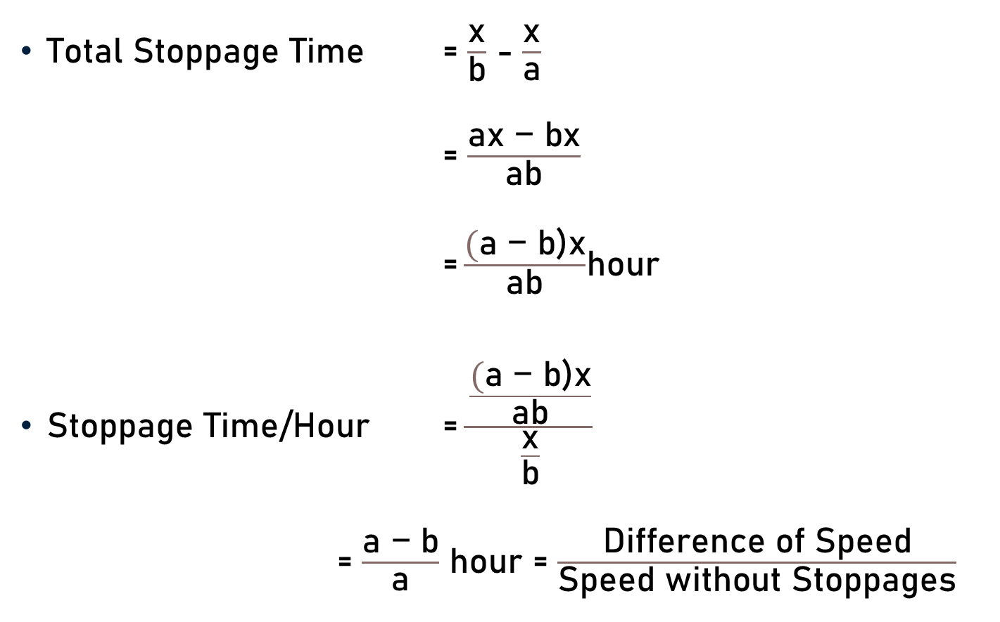 • Total Stoppage Time = x/b - x/a
= (ax − bx)/ab
= ((a − b)x)/ab hour
• Stoppage Time/Hour = (((a − b)x)/ab)/(x/b)
= (a − b)/a hour = Difference of Speed/Speed without Stoppages